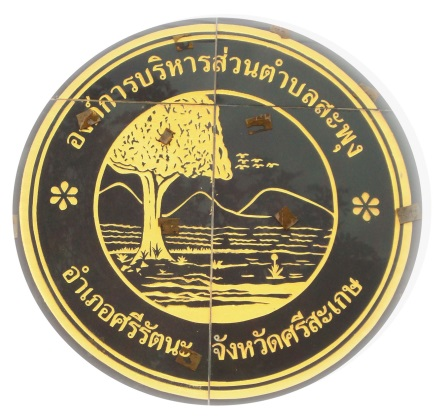 องค์การบริหารส่วนตำบลสะพุง
อำเภอศรีรัตนะ จังหวัดศรีสะเกษ